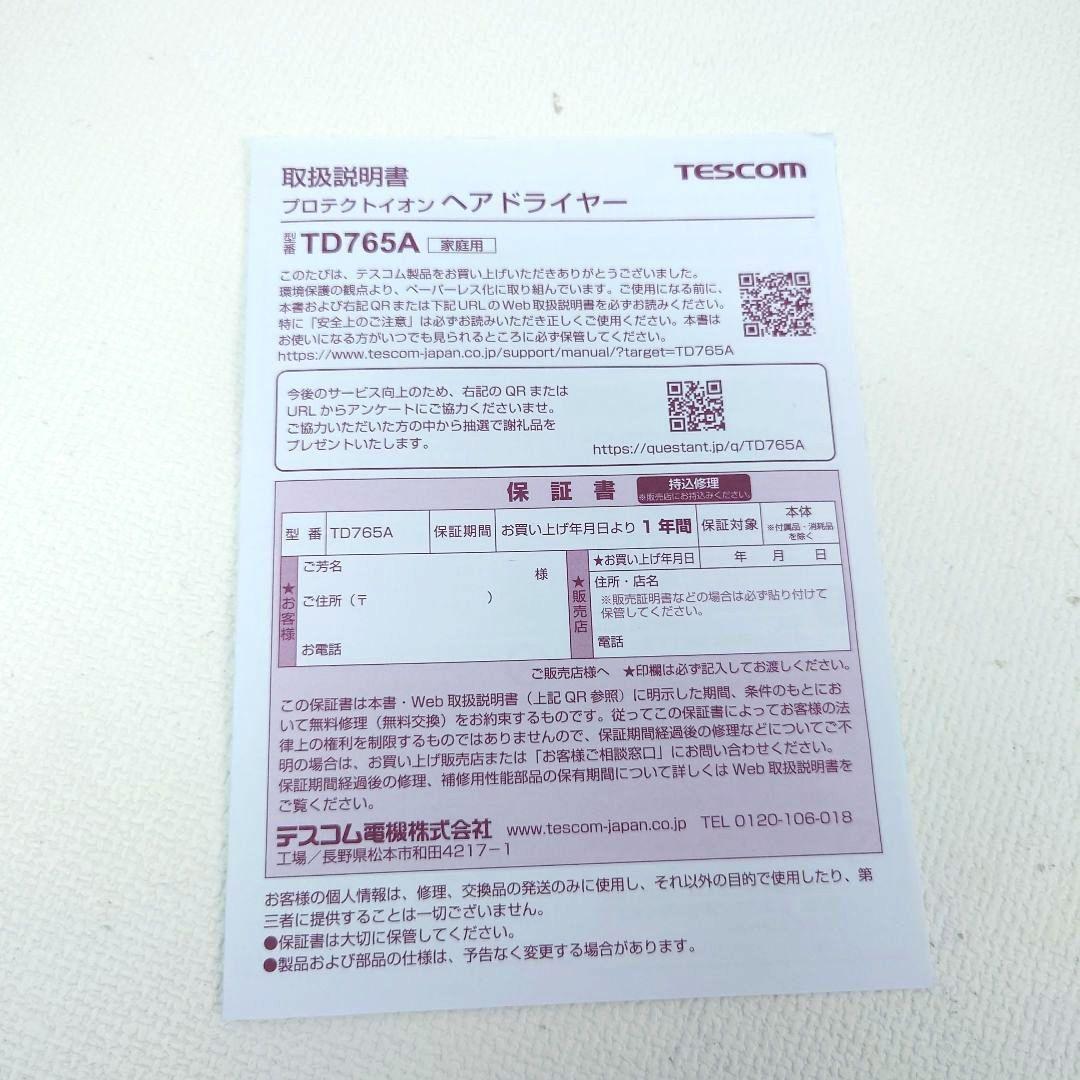 取扱説明書
TESCOM
プロテクトイオン ヘアドライヤー
型番 TD765A 家庭用
このたびは、テスコム製品をお買い上げいただきありがとうございました。
環境保護の観点より、ペーパーレス化に取り組んでいます。ご使用になる前に、
本書および右記QRまたは下記URLのWeb取扱説明書を必ずお読みください。
特に「安全上のご注意」は必ずお読みいただき正しくご使用ください。本書は
お使いになる方がいつでも見られるところに必ず保管してください。
https://www.tescom-japan.co.jp/support/manual/?target=TD765A
今後のサービス向上のため、右記のQRまたは
URLからアンケートにご協力くださいませ。
ご協力いただいた方の中から抽選で謝礼品を
プレゼントいたします。
https://questant.jp/q/TD765A
保証書
持込修理
※販売店にお持込みください。
型番 TD765A 保証期間 お買い上げ年月日より 1年間 保証対象 本体
※付属品・消耗品
を除く
★お客様
ご芳名 様
ご住所(〒 )
お電話
★販売店
★お買い上げ年月日 年 月 日
住所・店名
※販売証明書などの場合は必ず貼り付けて
保管してください。
電話
ご販売店様へ ★印欄は必ず記入してお渡しください。
この保証書は本書・Web取扱説明書(上記QR参照)に明示した期間、条件のもとにお
いて無料修理(無料交換)をお約束するものです。従ってこの保証書によってお客様の法
律上の権利を制限するものではありませんので、保証期間経過後の修理などについてご不
明の場合は、お買い上げ販売店または「お客様ご相談窓口」にお問い合わせください。
保証期間経過後の修理、補修用性能部品の保有期間について詳しくはWeb取扱説明書を
ご覧ください。
テスコム電機株式会社 www.tescom-japan.co.jp TEL 0120-106-018
工場/長野県松本市和田4217-1
お客様の個人情報は、修理、交換品の発送のみに使用し、それ以外の目的で使用したり、第
三者に提供することは一切ございません。
●保証書は大切に保管してください。
●製品および部品の仕様は、予告なく変更する場合があります。